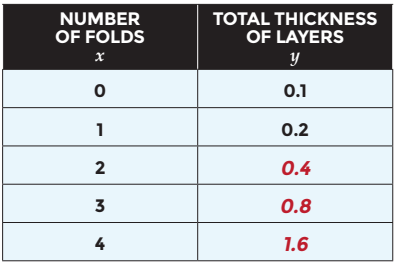 NUMBER
OF FOLDS
x
TOTAL THICKNESS
OF LAYERS
y
0 0.1
1 0.2
2 0.4
3 0.8
4 1.6